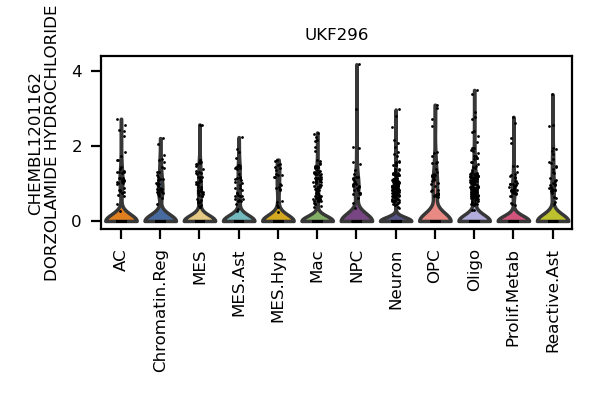 UKF296
CHEMBL1201162
DORZOLAMIDE HYDROCHLORIDE
4
2
0
AC
Chromatin.Reg
MES
MES.Ast
MES.Hyp
Mac
NPC
Neuron
OPC
Oligo
Prolif.Metab
Reactive.Ast